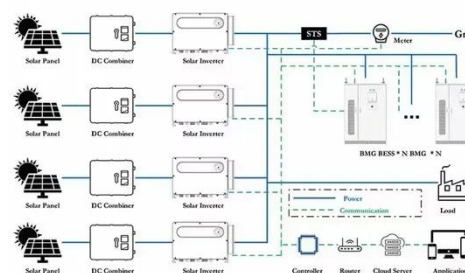 STS
Meter
Solar Panel
DC Combiner
Solar Inverter
Solar Panel
DC Combiner
Solar Inverter
BMG BESS * N BMG * N
Solar Panel
DC Combiner
Solar Inverter
Power
Communication
Load
Solar Panel
DC Combiner
Solar Inverter
Controller
Router
Cloud Server